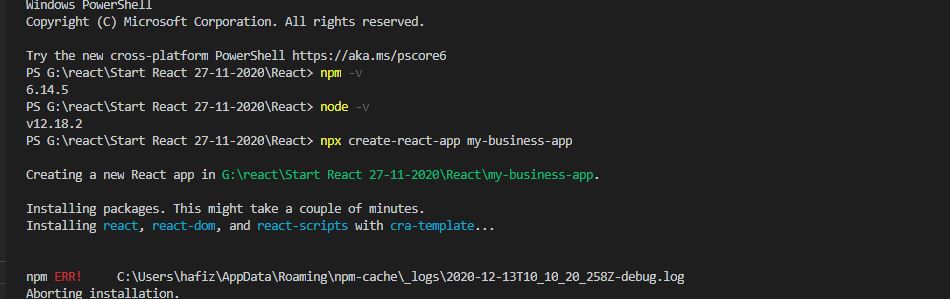 Windows PowerShell
Copyright (C) Microsoft Corporation. All rights reserved.
Try the new cross-platform PowerShell https://aka.ms/pscore6
PS G:\react\Start React 27-11-2020\React> npm -v
6.14.5
PS G:\react\Start React 27-11-2020\React> node -v
v12.18.2
PS G:\react\Start React 27-11-2020\React> npx create-react-app my-business-app
Creating a new React app in G:\react\Start React 27-11-2020\React\my-business-app.
Installing packages. This might take a couple of minutes.
Installing react, react-dom, and react-scripts with cra-template...
npm ERR!     C:\Users\hafiz\AppData\Roaming\npm-cache\_logs\2020-12-13T10_10_20_258Z-debug.log
Aborting installation.